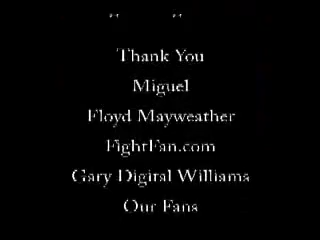 Thank You
Miguel
Floyd Mayweather
FightFan.com
Gary Digital Williams
Our Fans